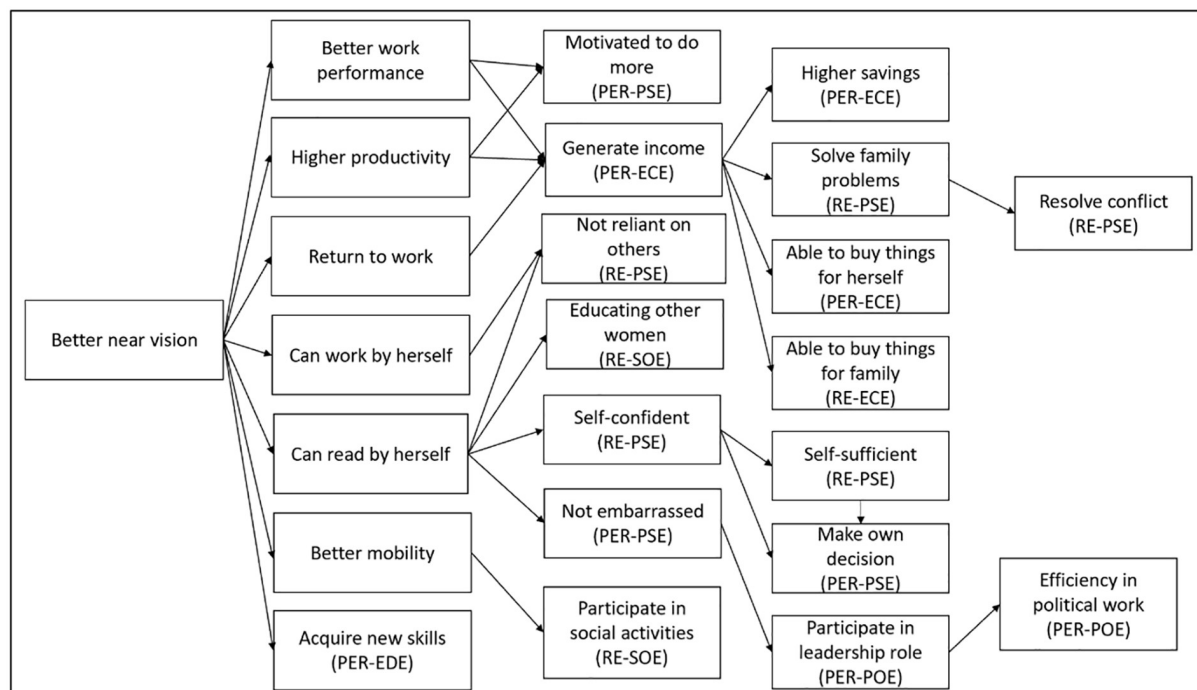 Better near vision
Better work
performance
Higher productivity
Return to work
Can work by herself
Can read by herself
Better mobility
Acquire new skills
(PER-EDE)
Motivated to do
more
(PER-PSE)
Generate income
(PER-ECE)
Not reliant on
others
(RE-PSE)
Educating other
women
(RE-SOE)
Self-confident
(RE-PSE)
Not embarrassed
(PER-PSE)
Participate in
social activities
(RE-SOE)
Higher savings
(PER-ECE)
Solve family
problems
(RE-PSE)
Able to buy things
for herself
(PER-ECE)
Able to buy things
for family
(RE-ECE)
Self-sufficient
(RE-PSE)
Make own
decision
(PER-PSE)
Participate in
leadership role
(PER-POE)
Resolve conflict
(RE-PSE)
Efficiency in
political work
(PER-POE)